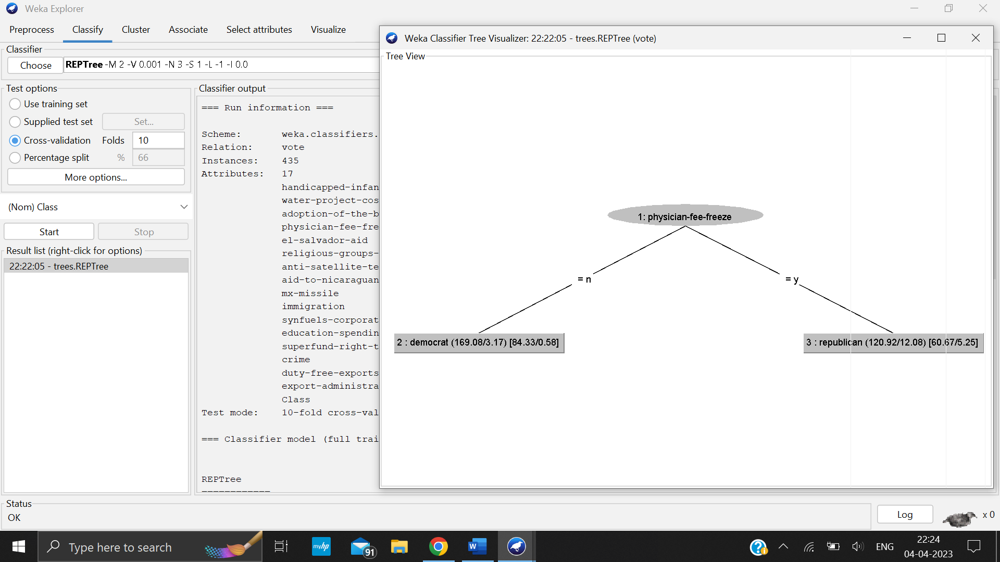 Weka Explorer
Preprocess Classify Cluster Associate Select attributes Visualize
Classifier
Choose REPTree -M 2 -V 0.001 -N 3 -S 1 -L -1 -I 0.0
Test options
Use training set
Supplied test set Set...
Cross-validation Folds 10
Percentage split % 66
More options...
(Nom) Class
Start Stop
Result list (right-click for options)
22:22:05 - trees.REPTree
Classifier output
=== Run information ===
Scheme: weka.classifiers.
Relation: vote
Instances: 435
Attributes: 17
handicapped-infan
water-project-cos
adoption-of-the-b
physician-fee-fre
el-salvador-aid
religious-groups-
anti-satellite-te
aid-to-nicaraguan
mx-missile
immigration
synfuels-corporat
education-spendin
superfund-right-t
crime
duty-free-exports
export-administra
Class
Test mode: 10-fold cross-val
=== Classifier model (full trai
REPTree
============
Weka Classifier Tree Visualizer: 22:22:05 - trees.REPTree (vote)
Tree View
1: physician-fee-freeze
= n = y
2 : democrat (169.08/3.17) [84.33/0.58] 3 : republican (120.92/12.08) [60.67/5.25]
Status
OK
Log x 0
Type here to search
myhp
91
W
?
ENG
22:24
04-04-2023